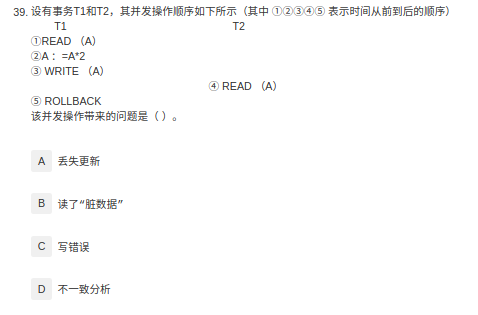 39. 设有事务T1和T2，其并发操作顺序如下所示（其中 ①②③④⑤ 表示时间从前到后的顺序）
T1 T2
①READ （A）
②A： =A*2
③ WRITE （A）
④ READ （A）
⑤ ROLLBACK
该并发操作带来的问题是（ ）。
A 丢失更新
B 读了“脏数据”
C 写错误
D 不一致分析